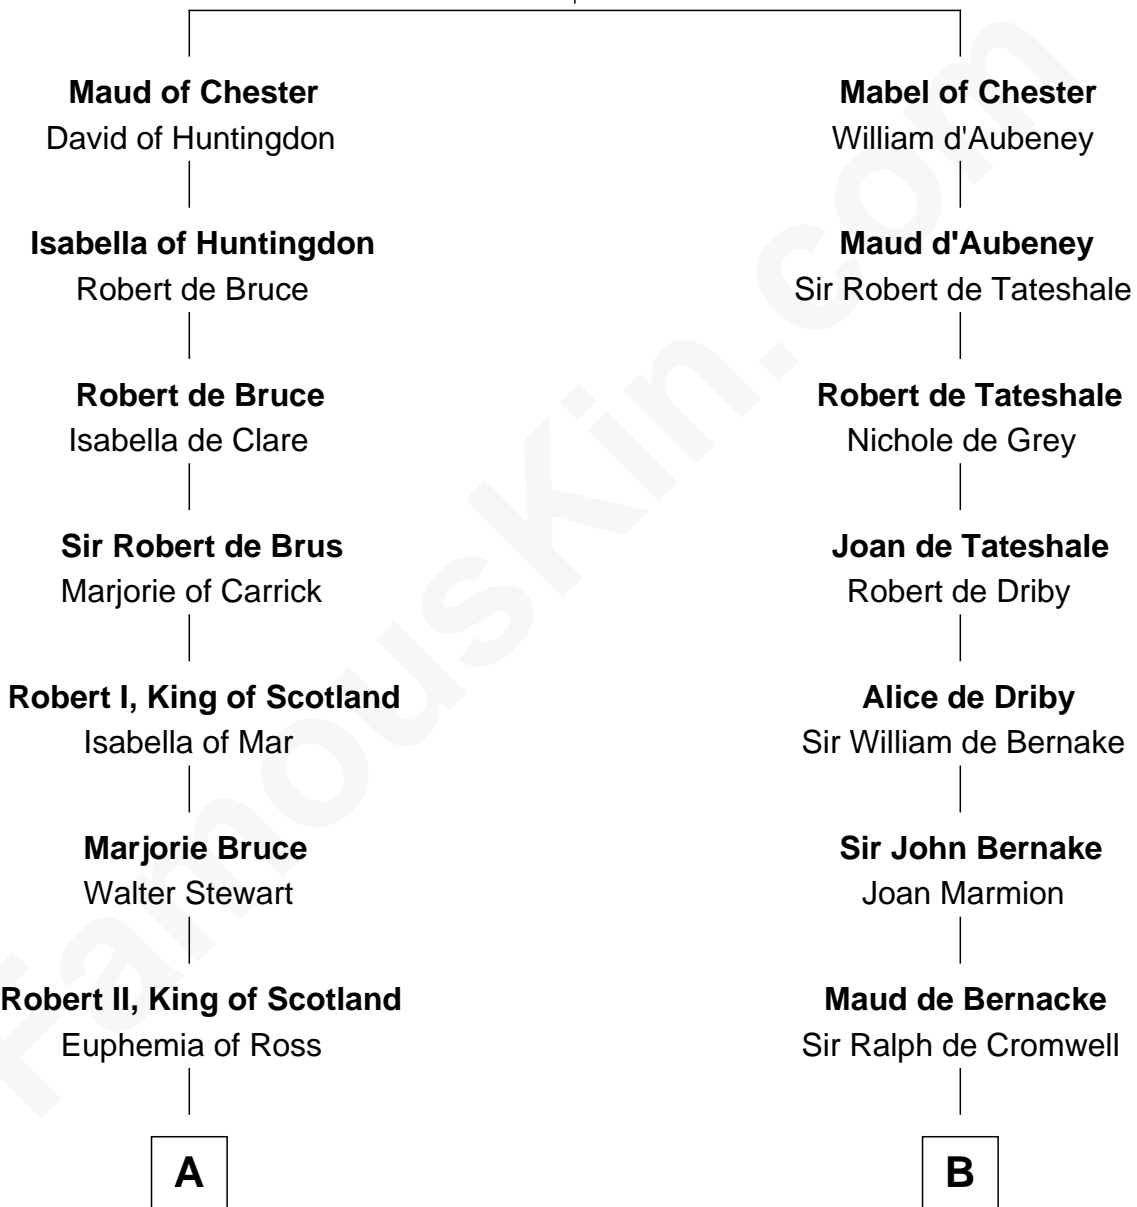 Maud of Chester
David of Huntingdon
Isabella of Huntingdon
Robert de Bruce
Robert de Bruce
Isabella de Clare
Sir Robert de Brus
Marjorie of Carrick
Robert I, King of Scotland
Isabella of Mar
Marjorie Bruce
Walter Stewart
Robert II, King of Scotland
Euphemia of Ross
A
Mabel of Chester
William d'Aubeney
Maud d'Aubeney
Sir Robert de Tateshale
Robert de Tateshale
Nichole de Grey
Joan de Tateshale
Robert de Driby
Alice de Driby
Sir William de Bernake
Sir John Bernake
Joan Marmion
Maud de Bernacke
Sir Ralph de Cromwell
B
FamousKin.com